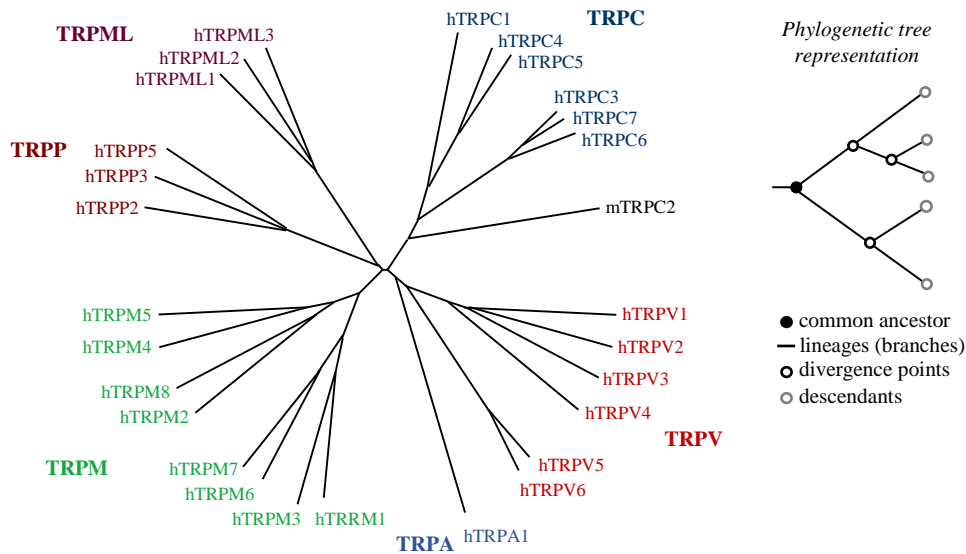 TRPML
hTRPML3
hTRPML2
hTRPML1
TRPP
hTRPP5
hTRPP3
hTRPP2
hTRPM5
hTRPM4
hTRPM8
hTRPM2
TRPM
hTRPM7
hTRPM6
hTRPM3
hTRRM1
TRPA
hTRPA1
TRPC
hTRPC1
hTRPC4
hTRPC5
hTRPC3
hTRPC7
hTRPC6
mTRPC2
hTRPV1
hTRPV2
hTRPV3
hTRPV4
TRPV
hTRPV5
hTRPV6
Phylogenetic tree
representation
common ancestor
lineages (branches)
divergence points
descendants